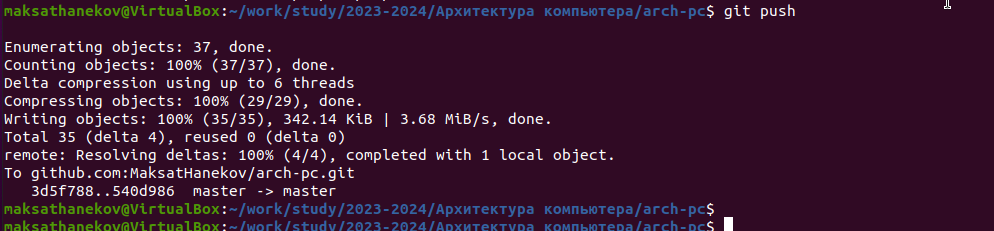 maksathanekov@VirtualBox:~/work/study/2023-2024/Архитектура компьютера/arch-pc$ git push
Enumerating objects: 37, done.
Counting objects: 100% (37/37), done.
Delta compression using up to 6 threads
Compressing objects: 100% (29/29), done.
Writing objects: 100% (35/35), 342.14 KiB | 3.68 MiB/s, done.
Total 35 (delta 4), reused 0 (delta 0)
remote: Resolving deltas: 100% (4/4), completed with 1 local object.
To github.com:MaksatHanekov/arch-pc.git
   3d5f788..540d986  master -> master
maksathanekov@VirtualBox:~/work/study/2023-2024/Архитектура компьютера/arch-pc$
maksathanekov@VirtualBox:~/work/study/2023-2024/Архитектура компьютера/arch-pc$